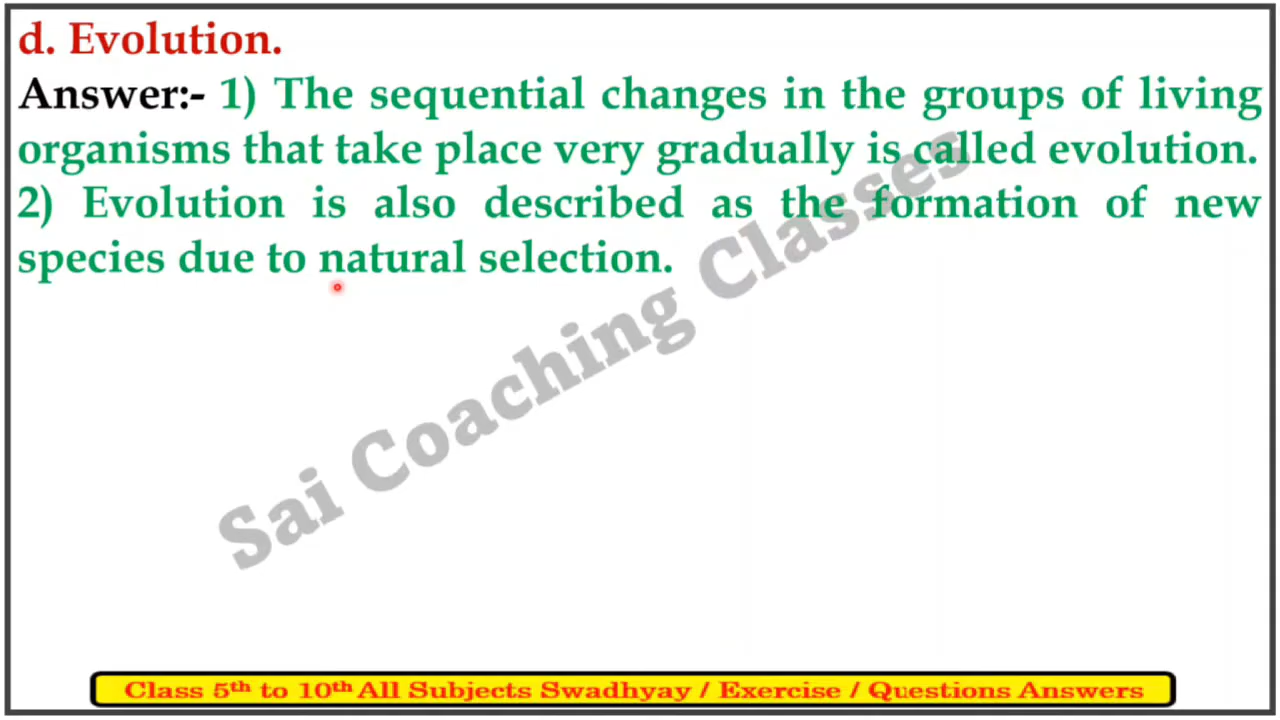 d. Evolution.
Answer:- 1) The sequential changes in the groups of living
organisms that take place very gradually is called evolution.
2) Evolution is also described as the formation of new
species due to natural selection.
Sai Coaching Classes
Class 5th to 10th All Subjects Swadhyay / Exercise / Questions Answers